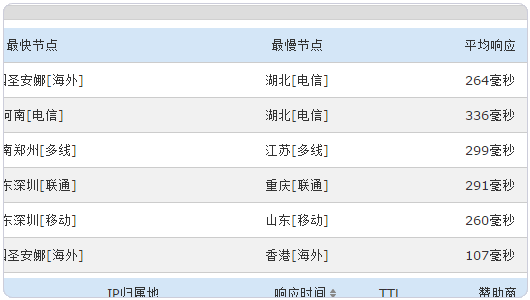 最快节点 最慢节点 平均响应
圣安娜[海外] 湖北[电信] 264毫秒
河南[电信] 湖北[电信] 336毫秒
南郑州[多线] 江苏[多线] 299毫秒
东深圳[联通] 重庆[联通] 291毫秒
东深圳[移动] 山东[移动] 260毫秒
圣安娜[海外] 香港[海外] 107毫秒
IP归属地 响应时间 TTL 赞助商